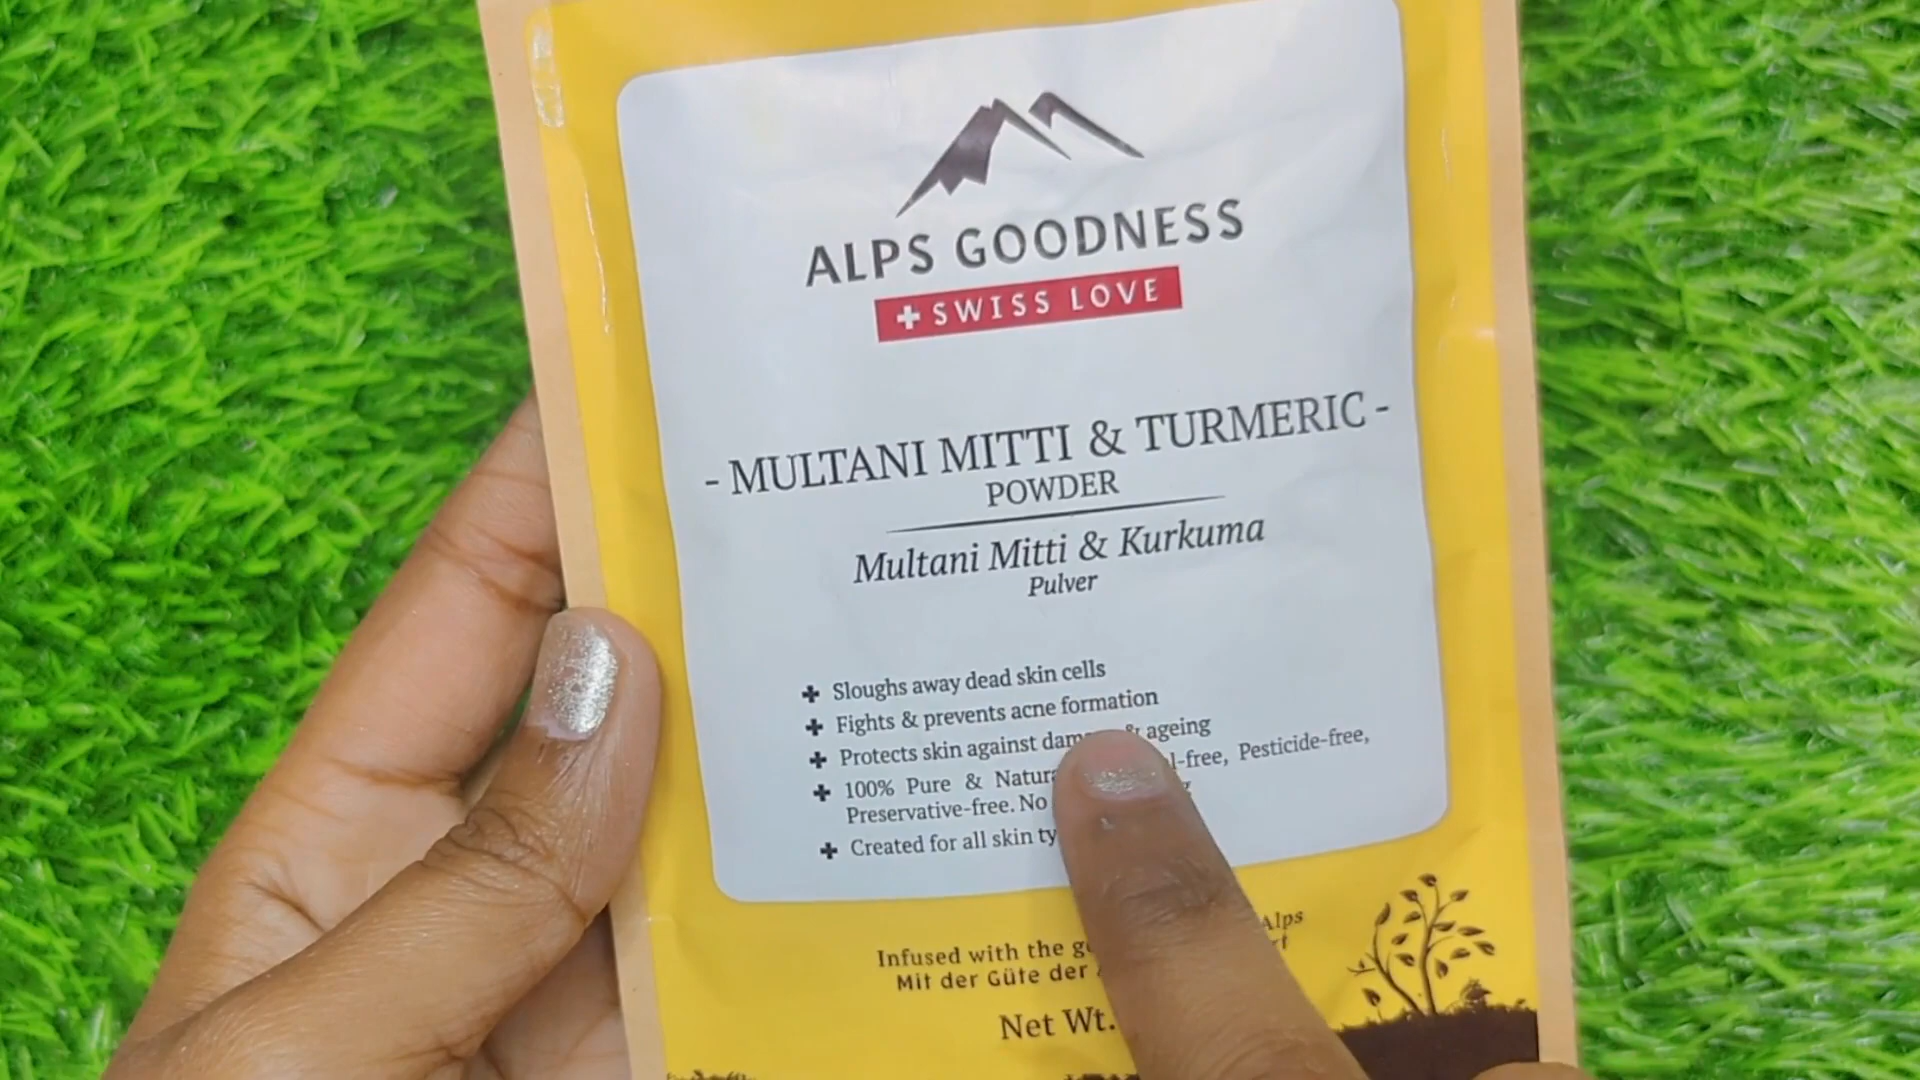 ALPS GOODNESS
SWISS LOVE
- MULTANI MITTI & TURMERIC -
POWDER
Multani Mitti & Kurkuma
Pulver
Sloughs away dead skin cells
Fights & prevents acne formation
Protects skin against & ageing
100% Pure & Pesticide-free,
Preservative-free. No
Created for all skin
Infused with the Alps
Mit der Güte der
Net Wt.